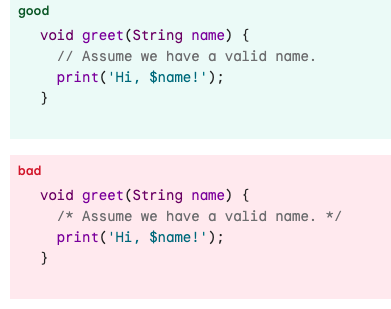 good
void greet(String name) {
// Assume we have a valid name.
print('Hi, $name!');
}
bad
void greet(String name) {
/* Assume we have a valid name. */
print('Hi, $name!');
}